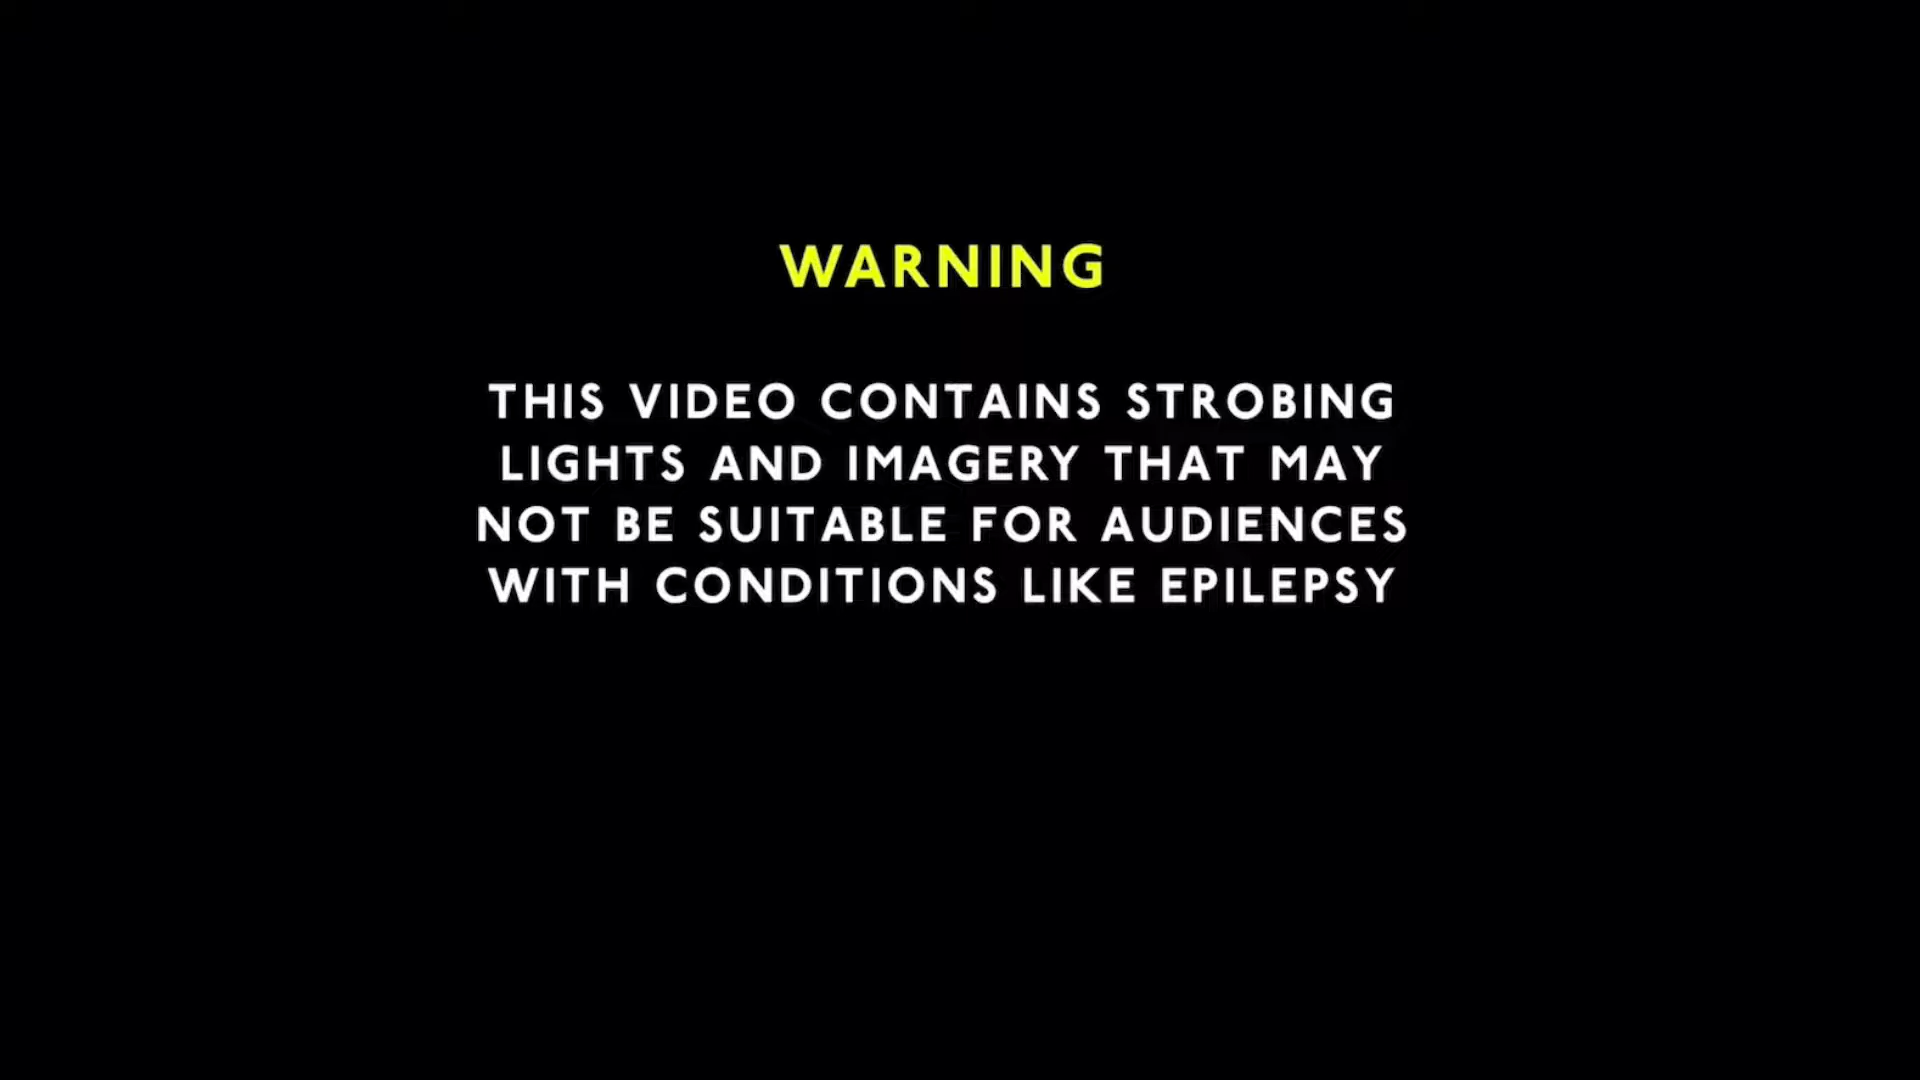 WARNING
THIS VIDEO CONTAINS STROBING
LIGHTS AND IMAGERY THAT MAY
NOT BE SUITABLE FOR AUDIENCES
WITH CONDITIONS LIKE EPILEPSY